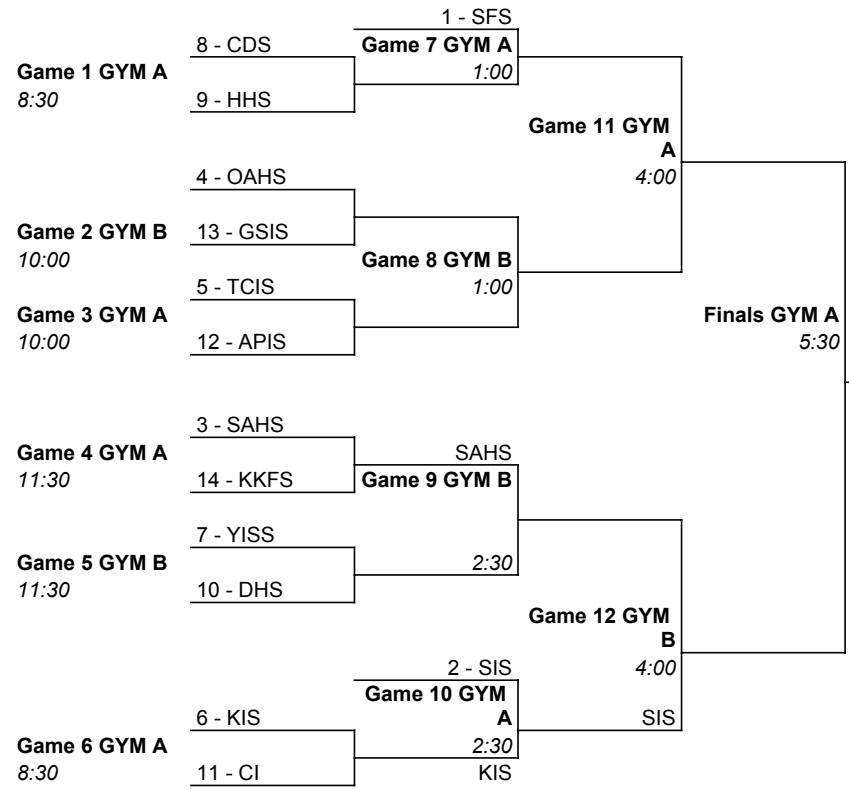 1 - SFS
8 - CDS
Game 7 GYM A
Game 1 GYM A
1:00
8:30
9 - HHS
Game 11 GYM
A
4 - OAHS
4:00
Game 2 GYM B
13 - GSIS
10:00
Game 8 GYM B
5 - TCIS
1:00
Game 3 GYM A
Finals GYM A
10:00
12 - APIS
5:30
3 - SAHS
Game 4 GYM A
SAHS
11:30
14 - KKFS
Game 9 GYM B
7 - YISS
Game 5 GYM B
2:30
11:30
10 - DHS
Game 12 GYM
B
2 - SIS
4:00
Game 10 GYM
6 - KIS
A
SIS
Game 6 GYM A
2:30
8:30
11 - CI
KIS